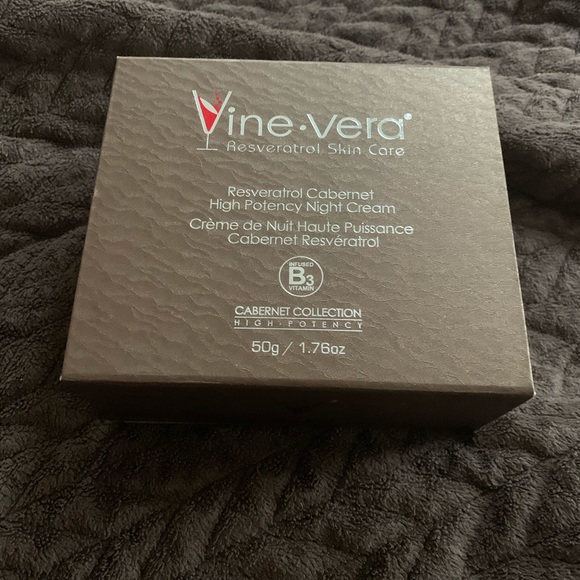 Vine·vera®
Resveratrol Skin Care
Resveratrol Cabernet
High Potency Night Cream
Crème de Nuit Haute Puissance
Cabernet Resvératrol
INFUSED
B3
VITAMIN
CABERNET COLLECTION
HIGH·POTENCY
50g / 1.76oz